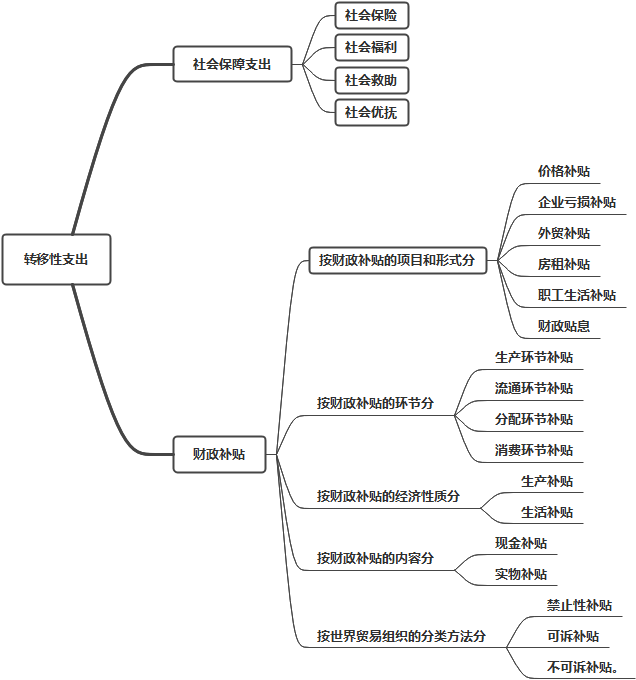 转移性支出
社会保障支出
社会保险
社会福利
社会救助
社会优抚
财政补贴
按财政补贴的项目和形式分
价格补贴
企业亏损补贴
外贸补贴
房租补贴
职工生活补贴
财政贴息
按财政补贴的环节分
生产环节补贴
流通环节补贴
分配环节补贴
消费环节补贴
按财政补贴的经济性质分
生产补贴
生活补贴
按财政补贴的内容分
现金补贴
实物补贴
按世界贸易组织的分类方法分
禁止性补贴
可诉补贴
不可诉补贴。